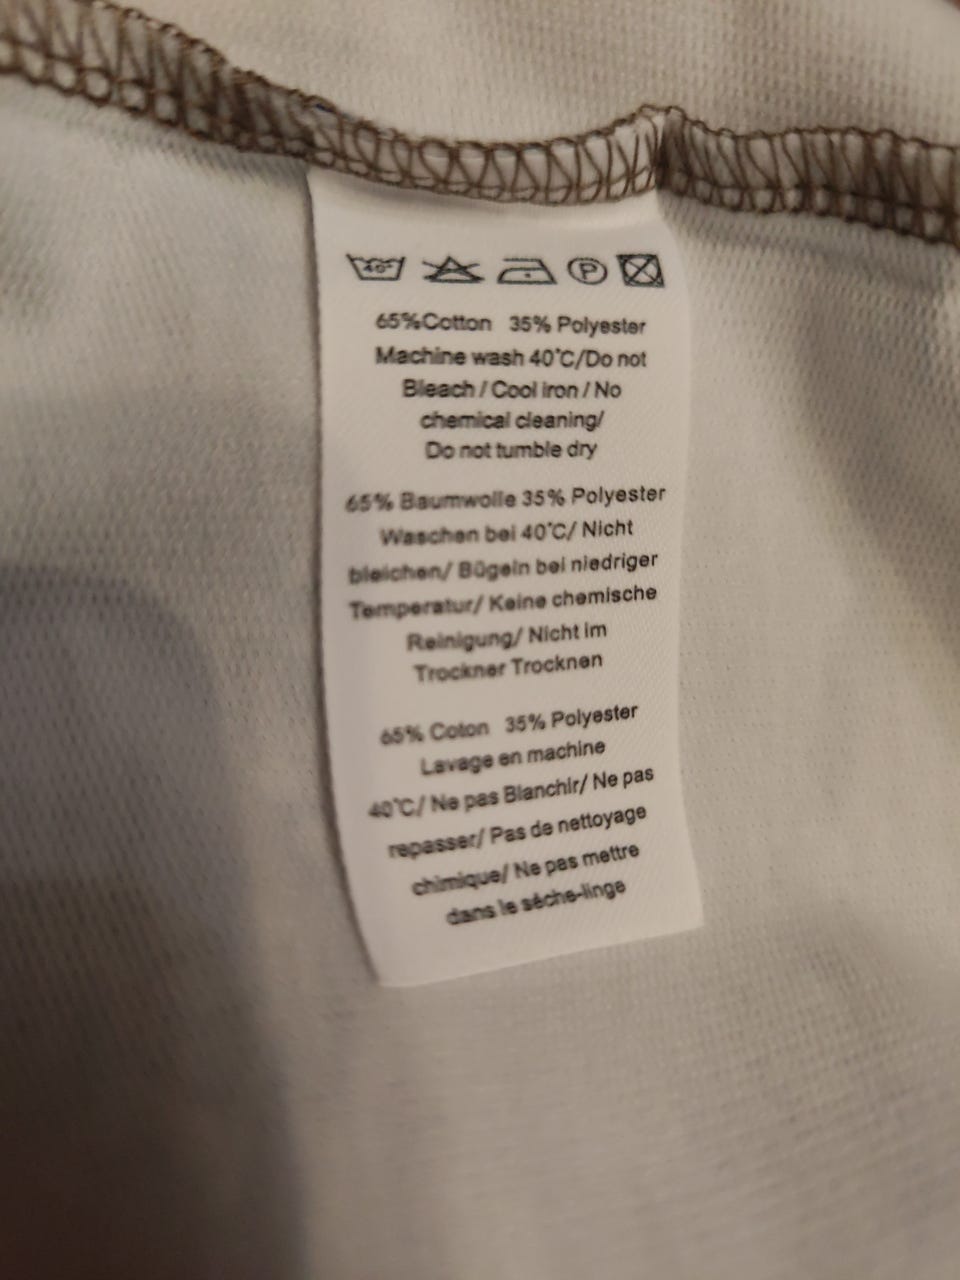 40°
P
65%Cotton 35% Polyester
Machine wash 40°C/Do not
Bleach / Cool iron / No
chemical cleaning/
Do not tumble dry
65% Baumwolle 35% Polyester
Waschen bei 40°C/ Nicht
bleichen/ Bügeln bei niedriger
Temperatur/ Keine chemische
Reinigung/ Nicht im
Trockner Trocknen
65% Coton 35% Polyester
Lavage en machine
40°C/ Ne pas Blanchir/ Ne pas
repasser/ Pas de nettoyage
chimique/ Ne pas mettre
dans le sèche-linge